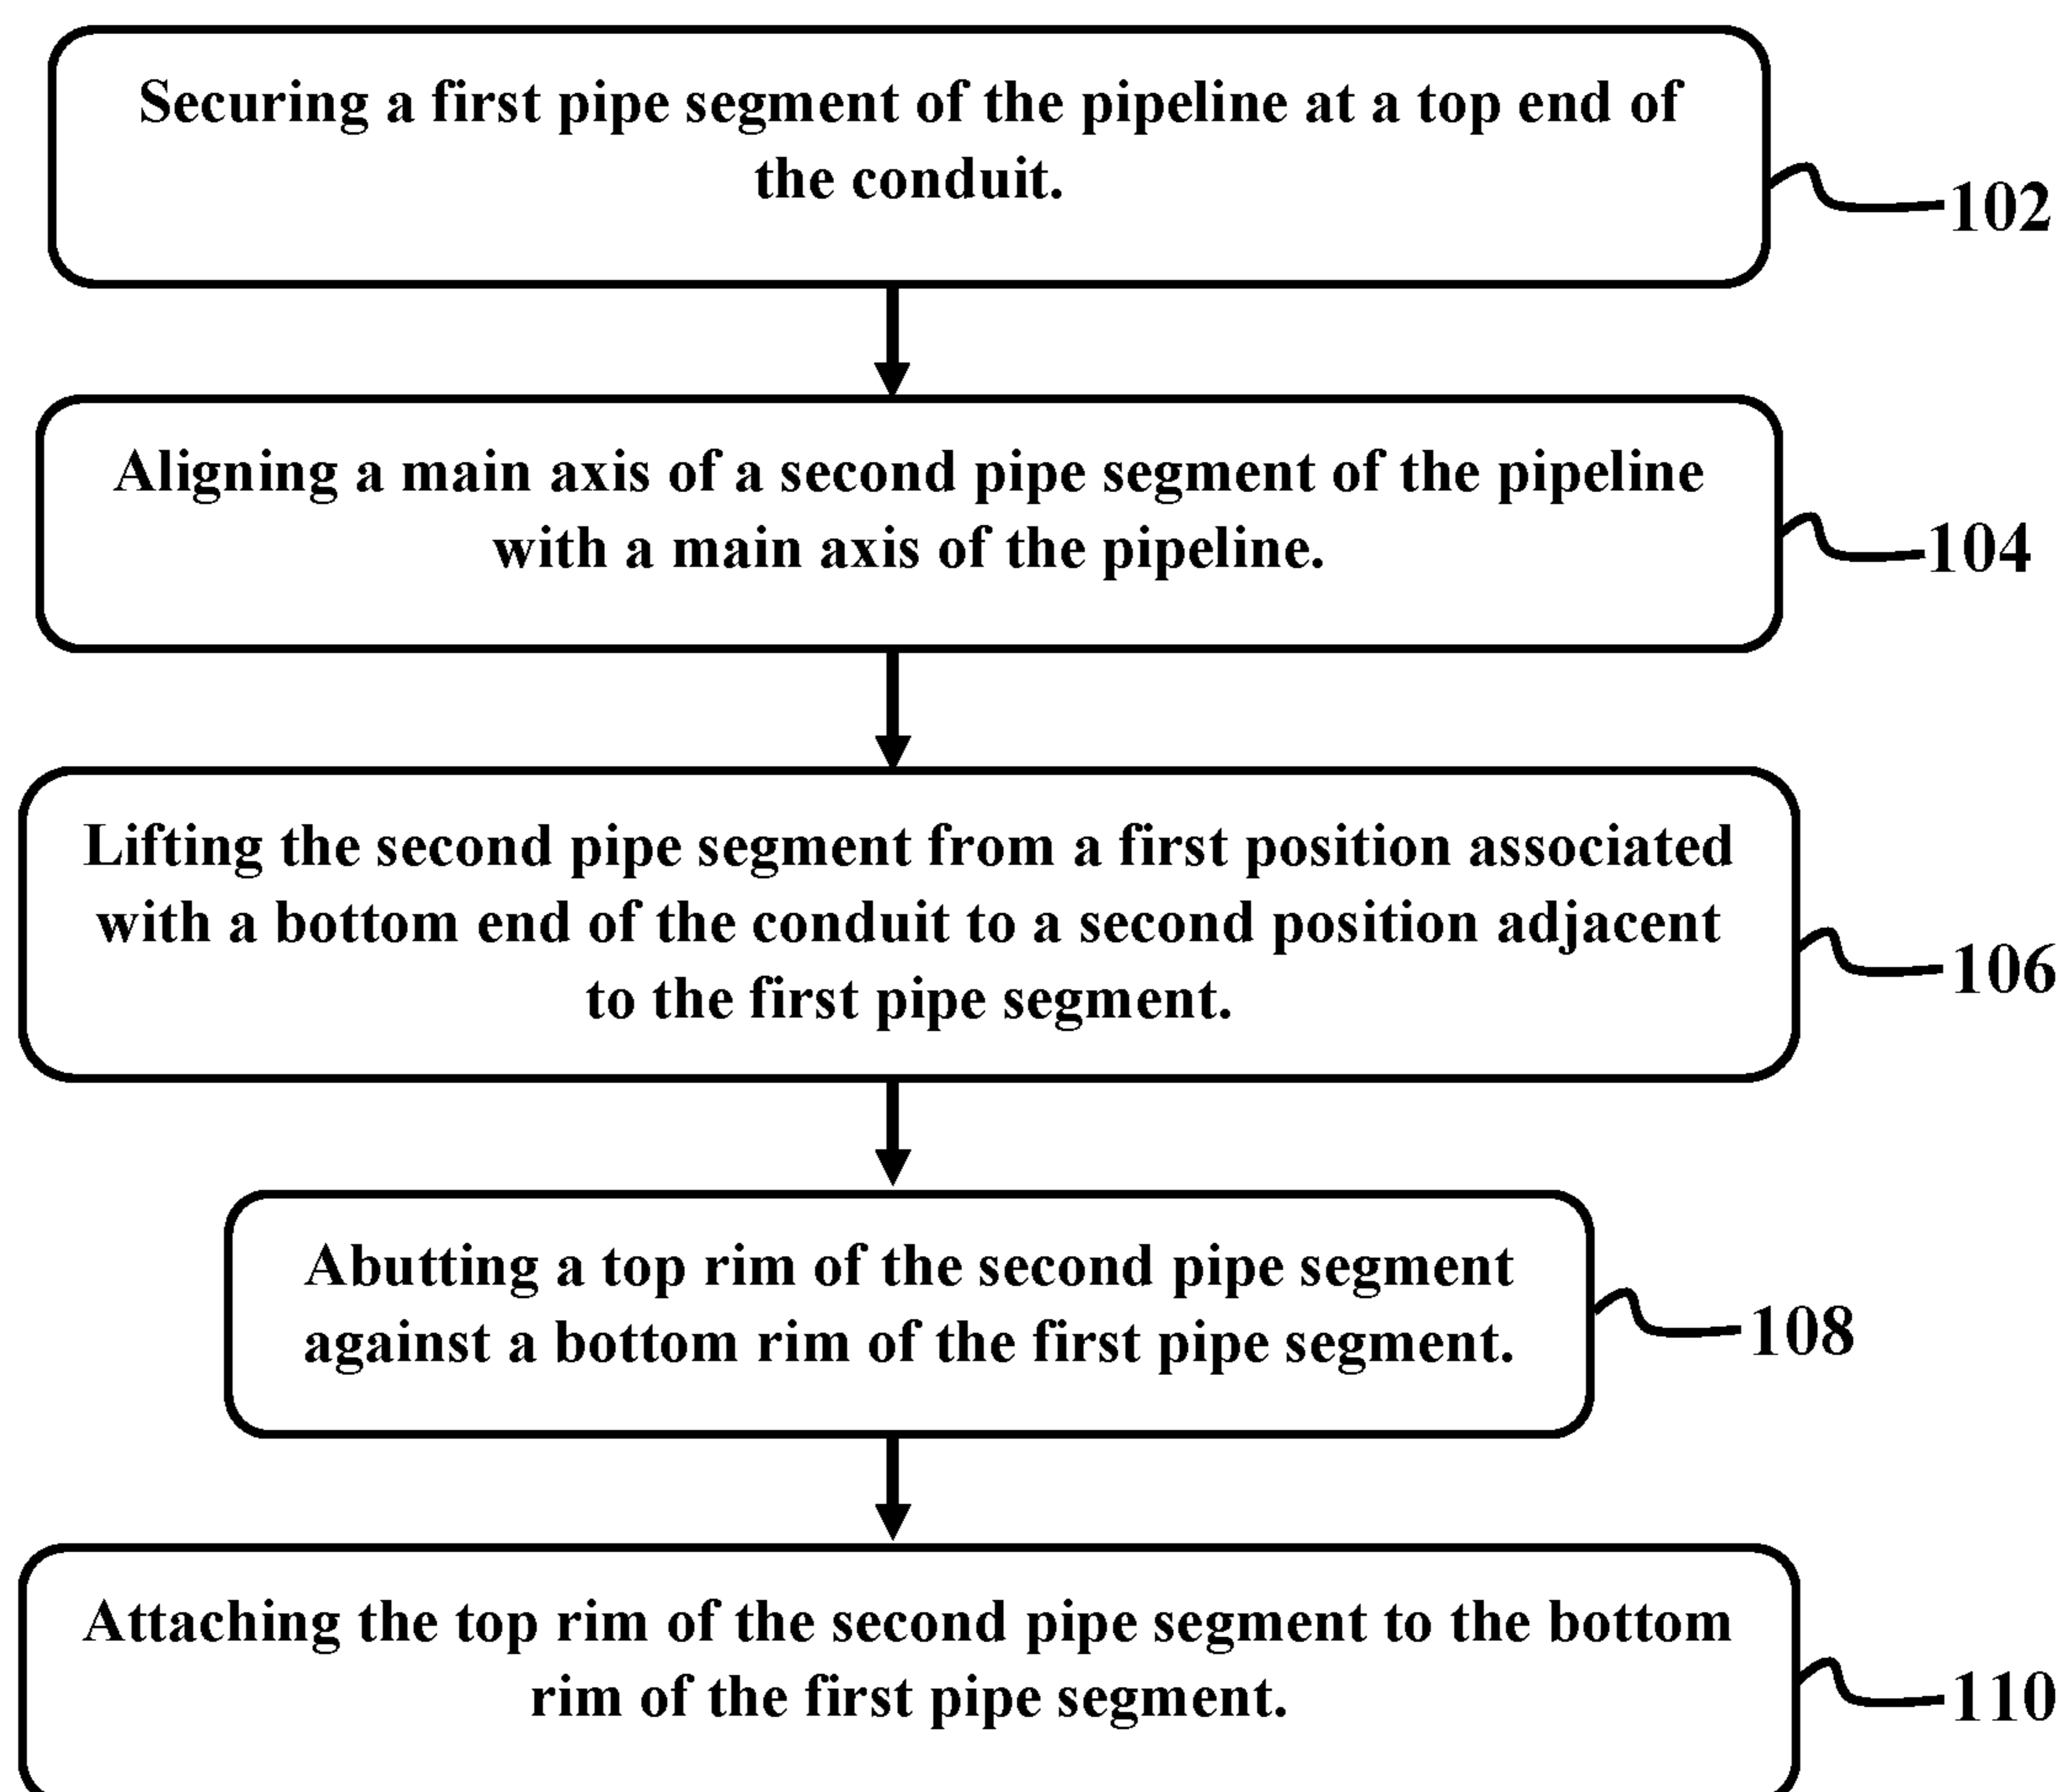 Securing a first pipe segment of the pipeline at a top end of
the conduit.
102
Aligning a main axis of a second pipe segment of the pipeline
with a main axis of the pipeline.
104
Lifting the second pipe segment from a first position associated
with a bottom end of the conduit to a second position adjacent
to the first pipe segment.
106
Abutting a top rim of the second pipe segment
against a bottom rim of the first pipe segment.
108
Attaching the top rim of the second pipe segment to the bottom
rim of the first pipe segment.
110